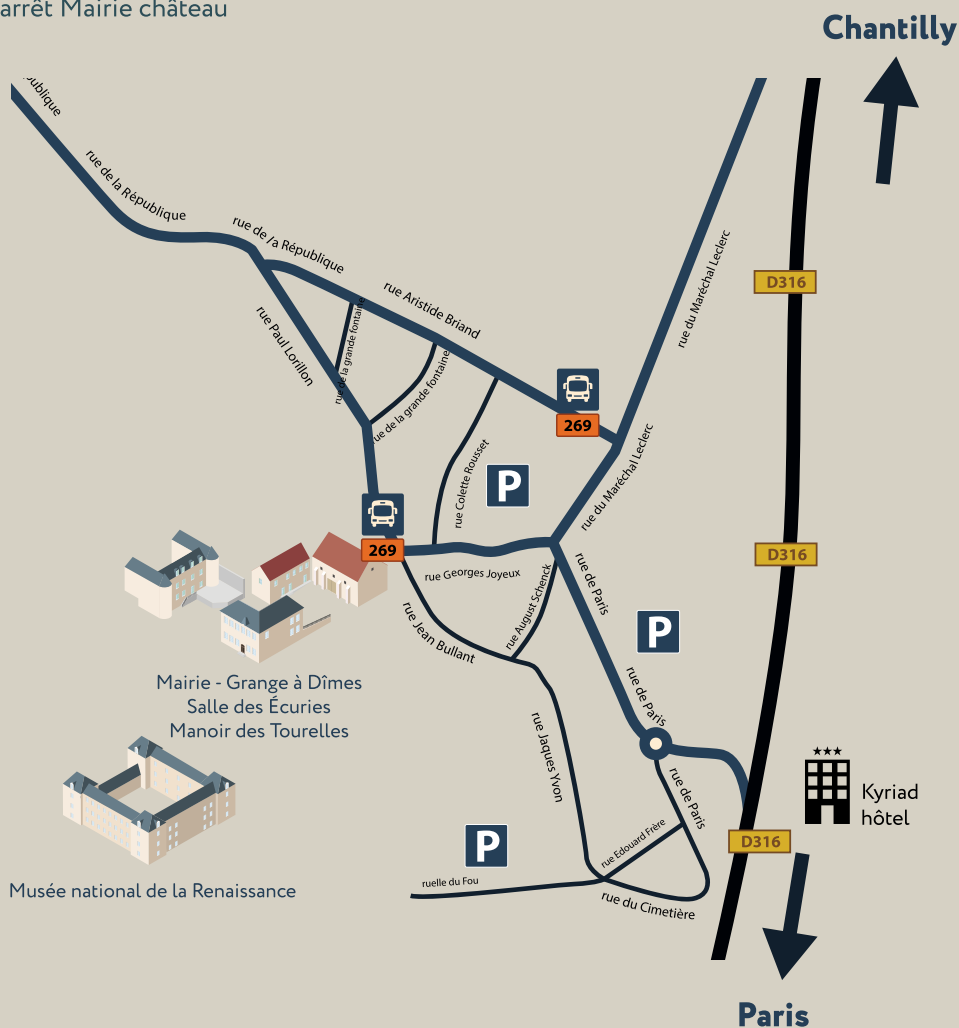 arrêt Mairie château
Chantilly
rue de la République
rue de la République
rue Aristide Briand
rue du Maréchal Leclerc
D316
rue Paul Lorillon
rue de la grande fontaine
rue de la grande fontaine
269
rue Colette Rousset
P
rue du Maréchal Leclerc
269
D316
rue Georges Joyeux
rue August Schenck
rue de Paris
rue Jean Bullant
P
Mairie - Grange à Dîmes
Salle des Écuries
Manoir des Tourelles
rue de Paris
rue Jaques Yvon
rue de Paris
Kyriad
hôtel
D316
P
rue Edouard Frère
ruelle du Fou
rue du Cimetière
Musée national de la Renaissance
Paris